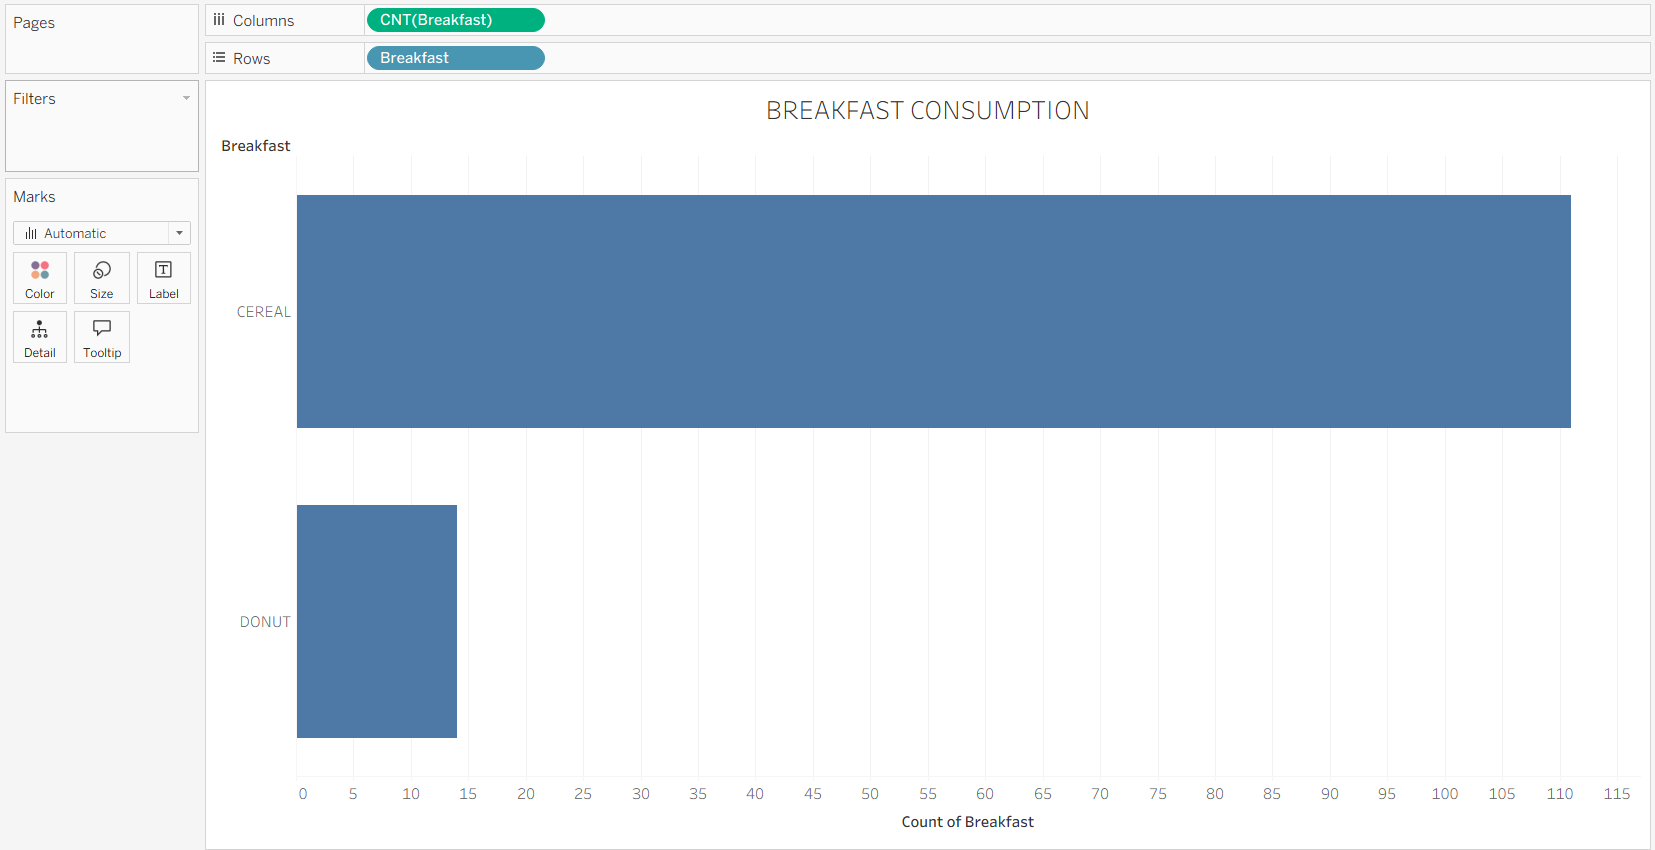 Pages
Columns
CNT(Breakfast)
Rows
Breakfast
Filters
Marks
Automatic
Color
Size
Label
Detail
Tooltip
BREAKFAST CONSUMPTION
Breakfast
CEREAL
DONUT
0 5 10 15 20 25 30 35 40 45 50 55 60 65 70 75 80 85 90 95 100 105 110 115
Count of Breakfast